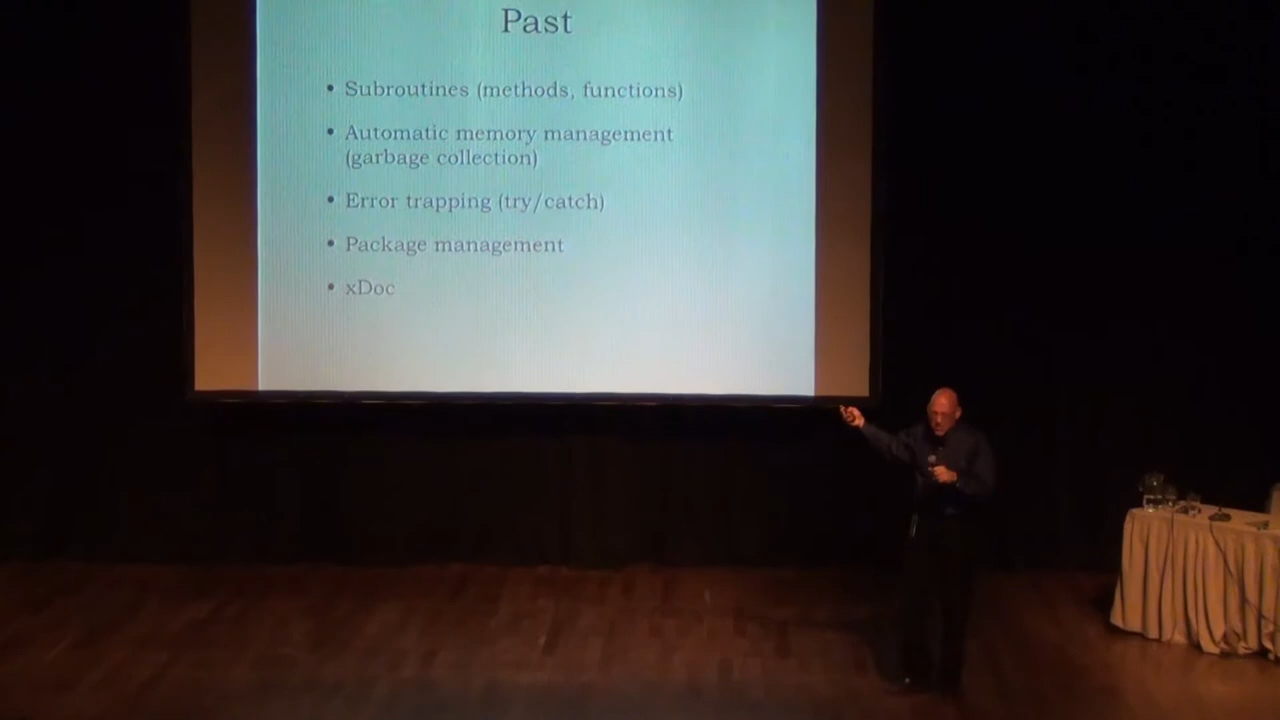 Past
• Subroutines (methods, functions)
• Automatic memory management
(garbage collection)
• Error trapping (try/catch)
• Package management
• xDoc